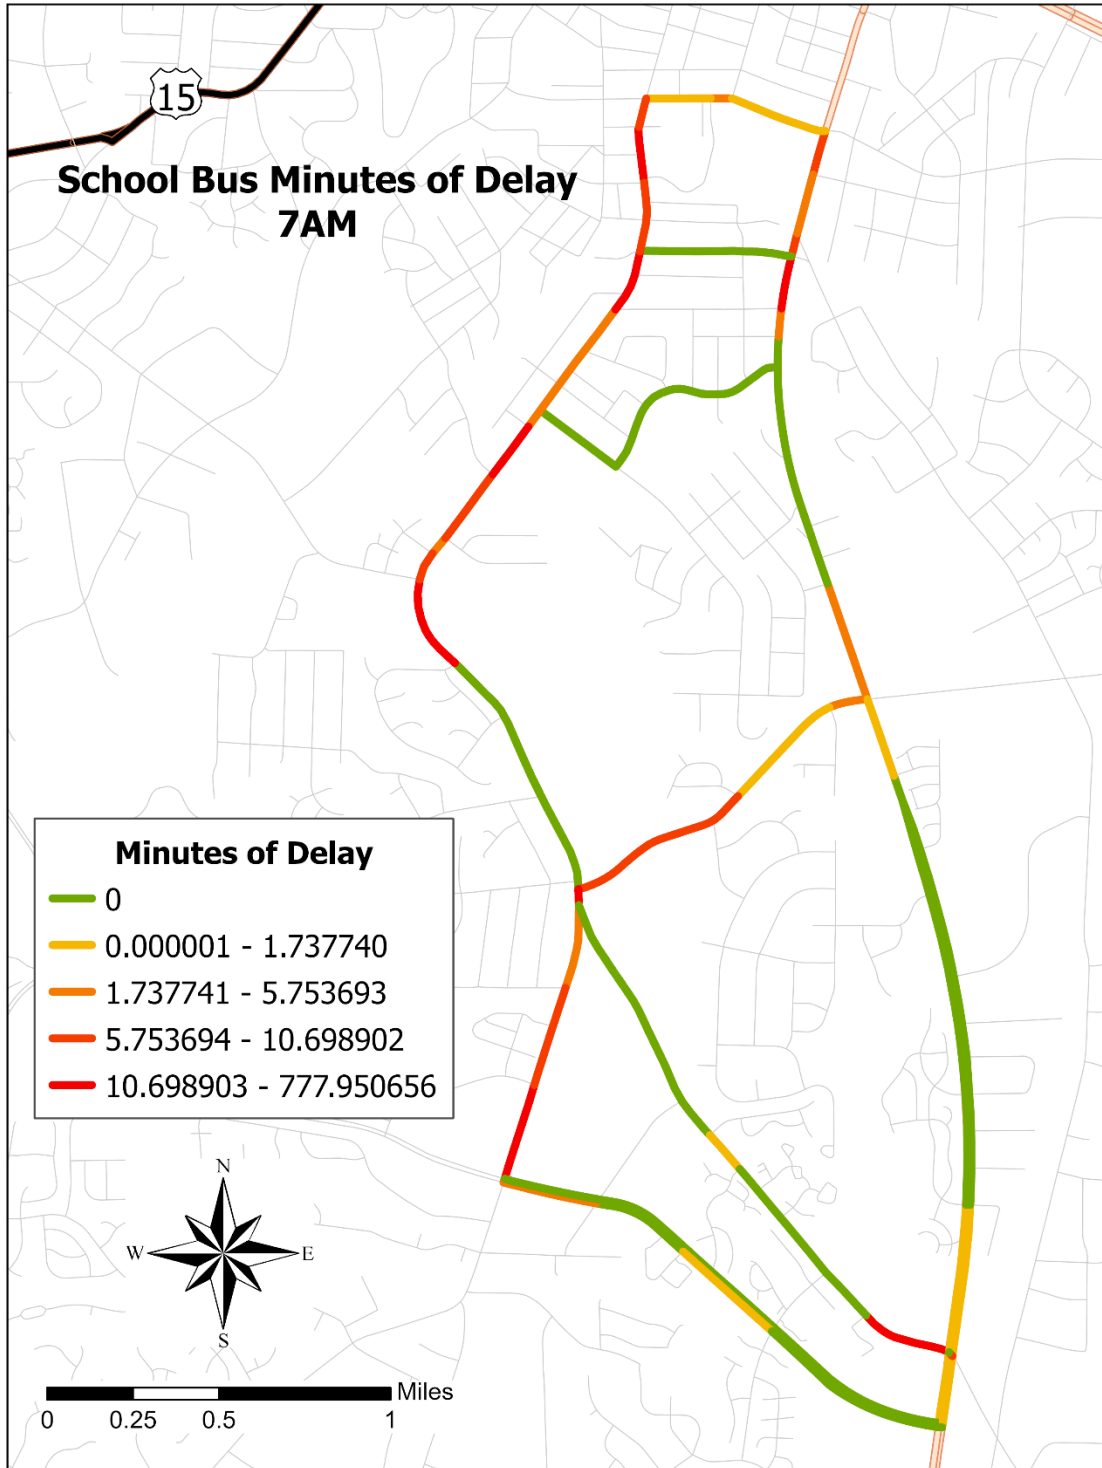 15
School Bus Minutes of Delay
7AM
Minutes of Delay
0
0.000001 - 1.737740
1.737741 - 5.753693
5.753694 - 10.698902
10.698903 - 777.950656
N
W E
S
Miles
0 0.25 0.5 1